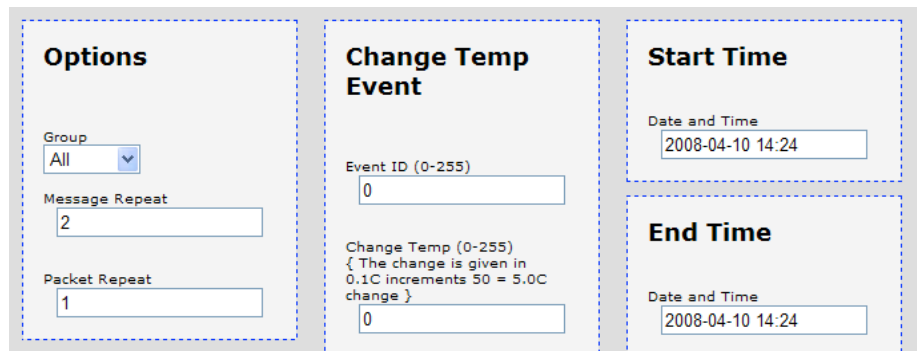 Options
Group
All
Message Repeat
2
Packet Repeat
1
Change Temp
Event
Event ID (0-255)
0
Change Temp (0-255)
{ The change is given in
0.1C increments 50 = 5.0C
change }
0
Start Time
Date and Time
2008-04-10 14:24
End Time
Date and Time
2008-04-10 14:24